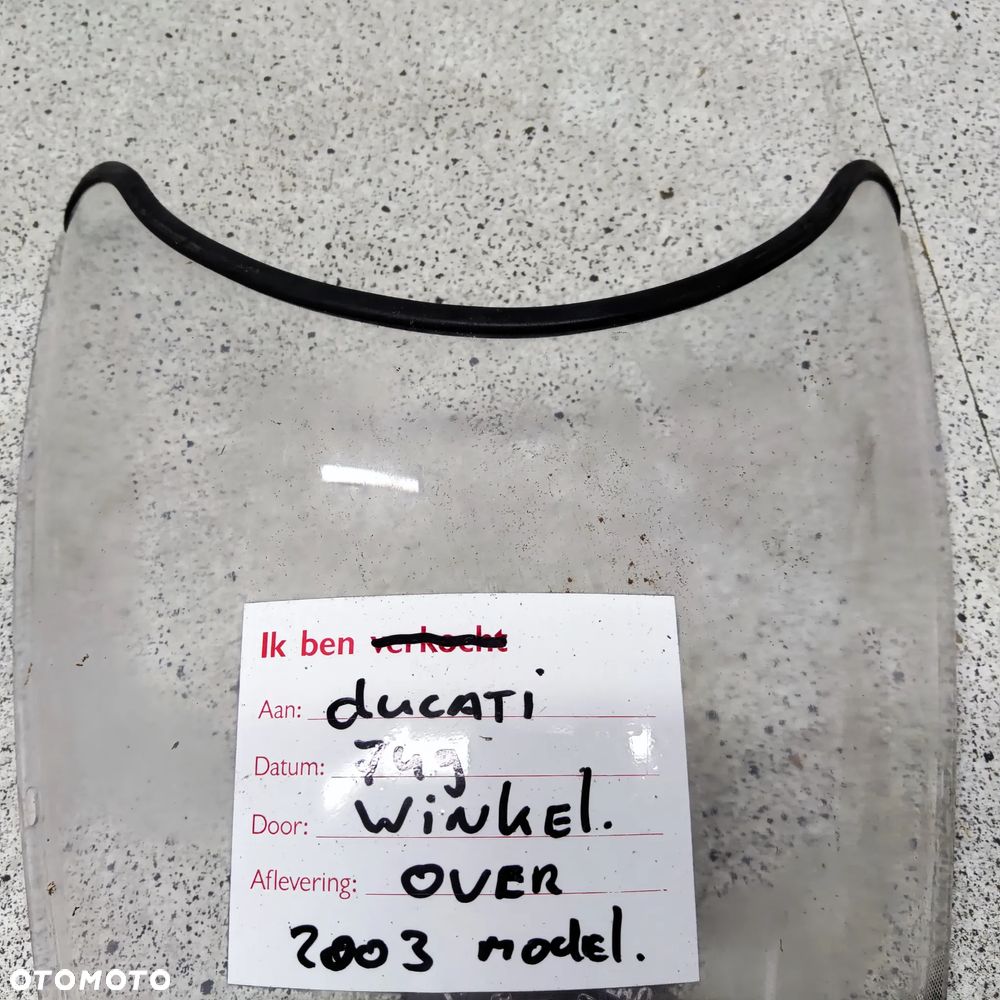 Ik ben verkocht
Aan: DUCATi
Datum: 749
Door: WiNKEL.
Aflevering: OVER
2003 model.
OTOMOTO